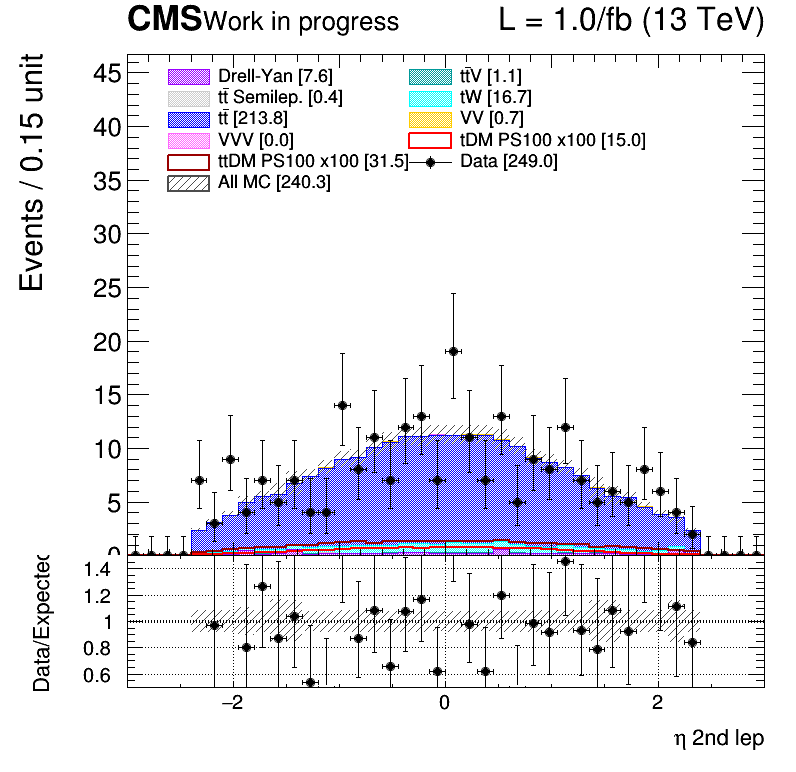 CMS Work in progress L = 1.0/fb (13 TeV)
Events / 0.15 unit
45
40
35
30
25
20
15
10
5
0
Drell-Yan [7.6] tt̄V [1.1]
tt̄ Semilep. [0.4] tW [16.7]
tt̄ [213.8] VV [0.7]
VVV [0.0] tDM PS100 x100 [15.0]
ttDM PS100 x100 [31.5] Data [249.0]
All MC [240.3]
Data/Expected
1.4
1.2
1
0.8
0.6
−2 0 2
η 2nd lep